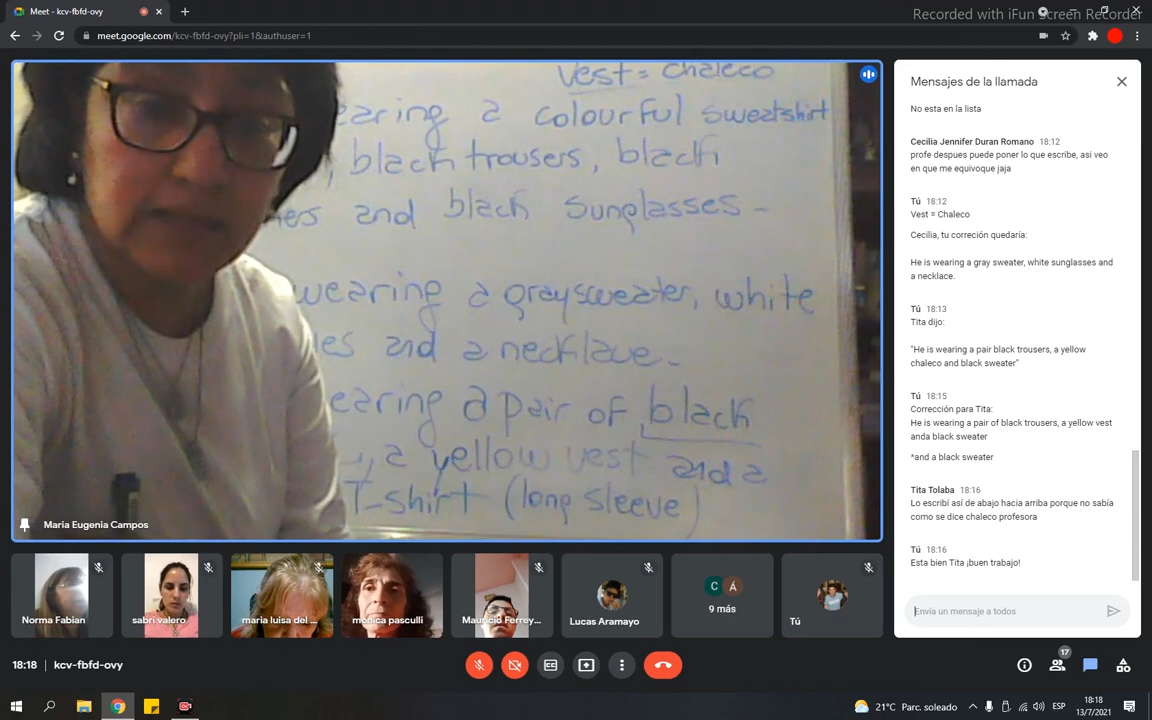 Meet - kcv-fbfd-ovy
Recorded with iFun Screen Recorder
meet.google.com/kcv-fbfd-ovy?pli=1&authuser=1
Vest = Chaleco
earing a colourful sweatshirt
, black trousers, black
and black sunglasses -
wearing a gray sweater, white
es and a necklace.
earing a pair of black
, a yellow vest and a
T-shirt (long sleeve)
Maria Eugenia Campos
Norma Fabian
sabri valero
maria luisa del ...
monica pasculli
Mauricio Ferrey...
Lucas Aramayo
C Á
9 más
Tú
Mensajes de la llamada
No esta en la lista
Cecilia Jennifer Duran Romano 18:12
profe despues puede poner lo que escribe, asi veo
en que me equivoque jaja
Tú 18:12
Vest = Chaleco
Cecilia, tu correción quedaría:
He is wearing a gray sweater, white sunglasses and
a necklace.
Tú 18:13
Tita dijo:
"He is wearing a pair black trousers, a yellow
chaleco and black sweater"
Tú 18:15
Corrección para Tita:
He is wearing a pair of black trousers, a yellow vest
anda black sweater
*and a black sweater
Tita Tolaba 18:16
Lo escribí así de abajo hacia arriba porque no sabía
como se dice chaleco profesora
Tú 18:16
Esta bien Tita ¡buen trabajo!
Envía un mensaje a todos
18:18 | kcv-fbfd-ovy
17
21°C Parc. soleado
ESP
18:18
13/7/2021